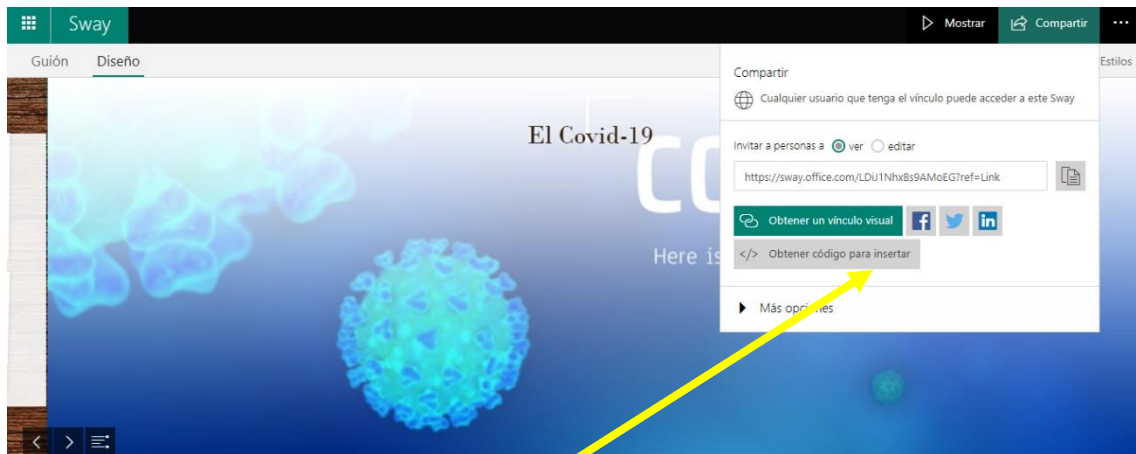 Sway
Mostrar
Compartir
Guión Diseño
Estilos
Compartir
Cualquier usuario que tenga el vínculo puede acceder a este Sway
El Covid-19
Invitar a personas a ver editar
https://sway.office.com/LDiJ1NhxBs9AMoEG?ref=Link
Obtener un vínculo visual
Here is
</> Obtener código para insertar
Más opciones